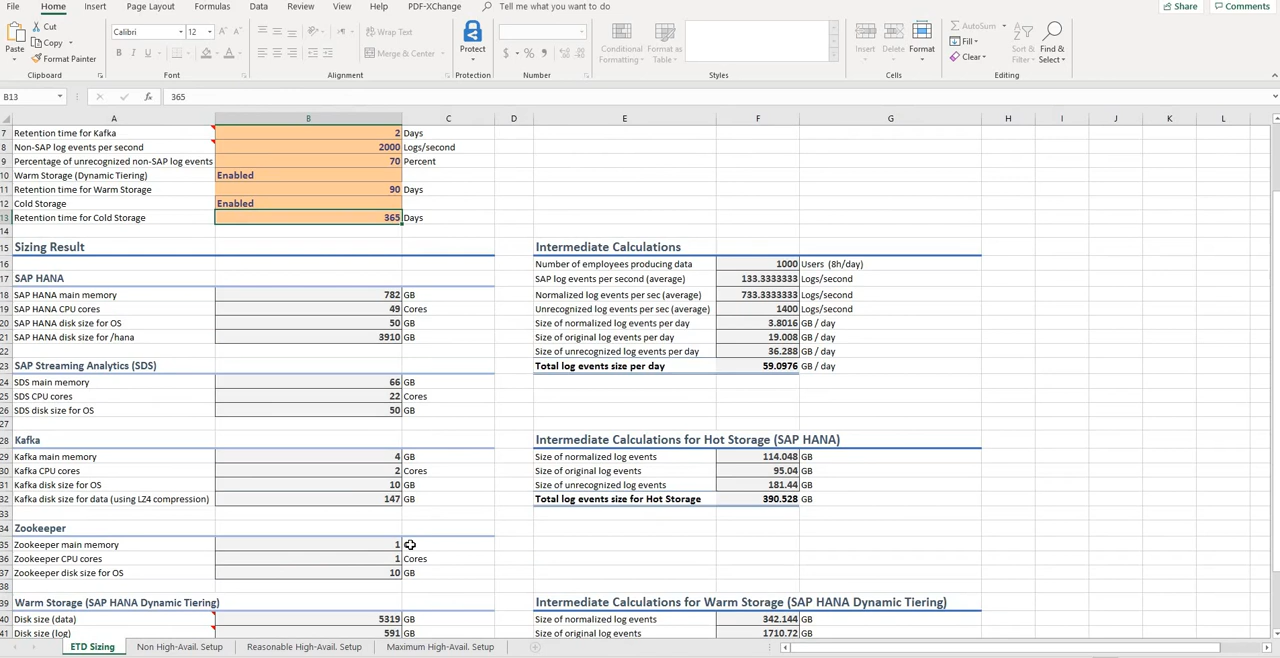 File Home Insert Page Layout Formulas Data Review View Help PDF-XChange Tell me what you want to do Share Comments
Cut Calibri 12 Wrap Text AutoSum
Paste Copy Merge & Center Protect Conditional Format as Insert Delete Format Fill Sort & Find &
Format Painter Formatting Table Clear Filter Select
Clipboard Font Alignment Protection Number Styles Cells Editing
B13 365
A B C D E F G H I J K L
7 Retention time for Kafka 2 Days
8 Non-SAP log events per second 2000 Logs/second
9 Percentage of unrecognized non-SAP log events 70 Percent
10 Warm Storage (Dynamic Tiering) Enabled
11 Retention time for Warm Storage 90 Days
12 Cold Storage Enabled
13 Retention time for Cold Storage 365 Days
14
15 Sizing Result Intermediate Calculations
16 Number of employees producing data 1000 Users (8h/day)
17 SAP HANA SAP log events per second (average) 133.3333333 Logs/second
18 SAP HANA main memory 782 GB Normalized log events per sec (average) 733.3333333 Logs/second
19 SAP HANA CPU cores 49 Cores Unrecognized log events per sec (average) 1400 Logs/second
20 SAP HANA disk size for OS 50 GB Size of normalized log events per day 3.8016 GB / day
21 SAP HANA disk size for /hana 3910 GB Size of original log events per day 19.008 GB / day
22 Size of unrecognized log events per day 36.288 GB / day
23 SAP Streaming Analytics (SDS) Total log events size per day 59.0976 GB / day
24 SDS main memory 66 GB
25 SDS CPU cores 22 Cores
26 SDS disk size for OS 50 GB
27
28 Kafka Intermediate Calculations for Hot Storage (SAP HANA)
29 Kafka main memory 4 GB Size of normalized log events 114.048 GB
30 Kafka CPU cores 2 Cores Size of original log events 95.04 GB
31 Kafka disk size for OS 10 GB Size of unrecognized log events 181.44 GB
32 Kafka disk size for data (using LZ4 compression) 147 GB Total log events size for Hot Storage 390.528 GB
33
34 Zookeeper
35 Zookeeper main memory 1
36 Zookeeper CPU cores 1 Cores
37 Zookeeper disk size for OS 10 GB
38
39 Warm Storage (SAP HANA Dynamic Tiering) Intermediate Calculations for Warm Storage (SAP HANA Dynamic Tiering)
40 Disk size (data) 5319 GB Size of normalized log events 342.144 GB
41 Disk size (log) 591 GB Size of original log events 1710.72 GB
ETD Sizing Non High-Avail. Setup Reasonable High-Avail. Setup Maximum High-Avail. Setup